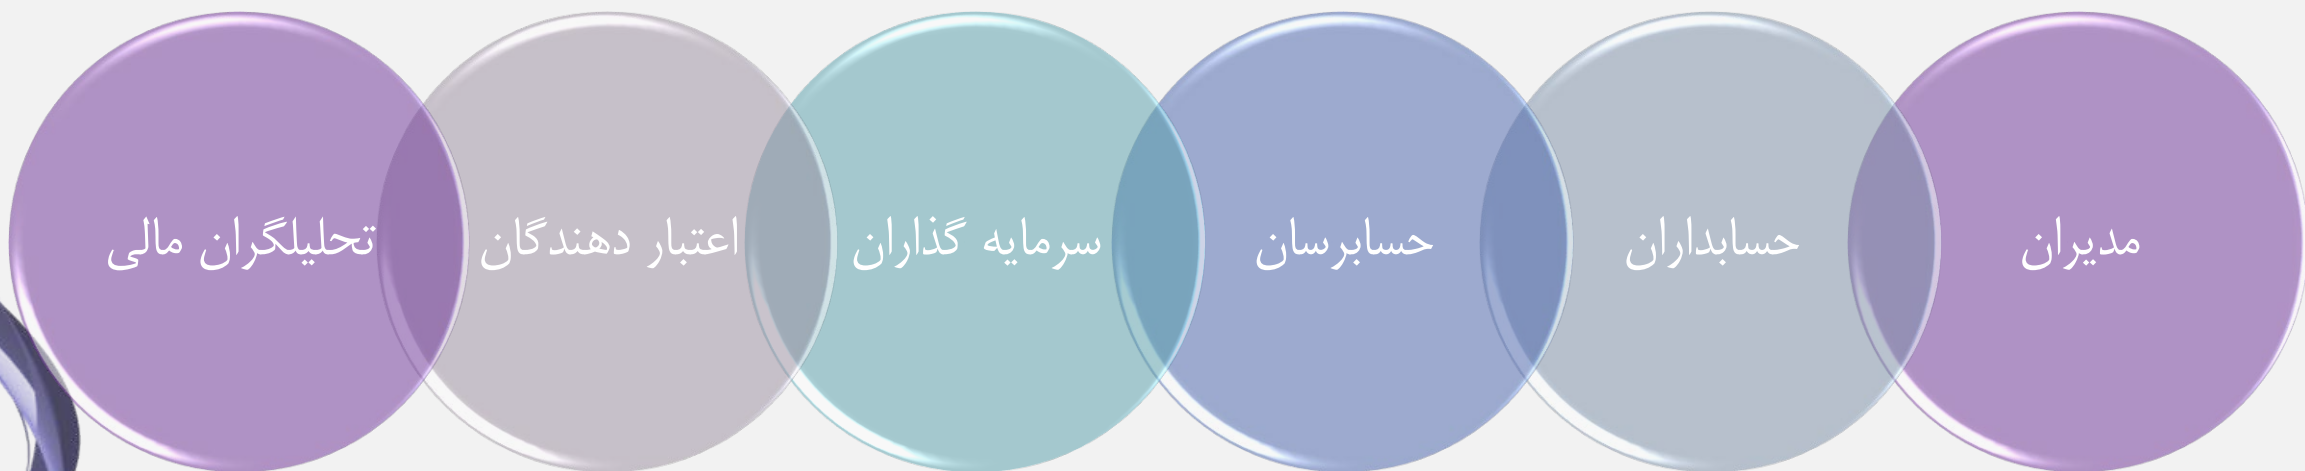 مدیران
حسابداران
حسابرسان
سرمایه گذاران
اعتبار دهندگان
تحلیلگران مالی